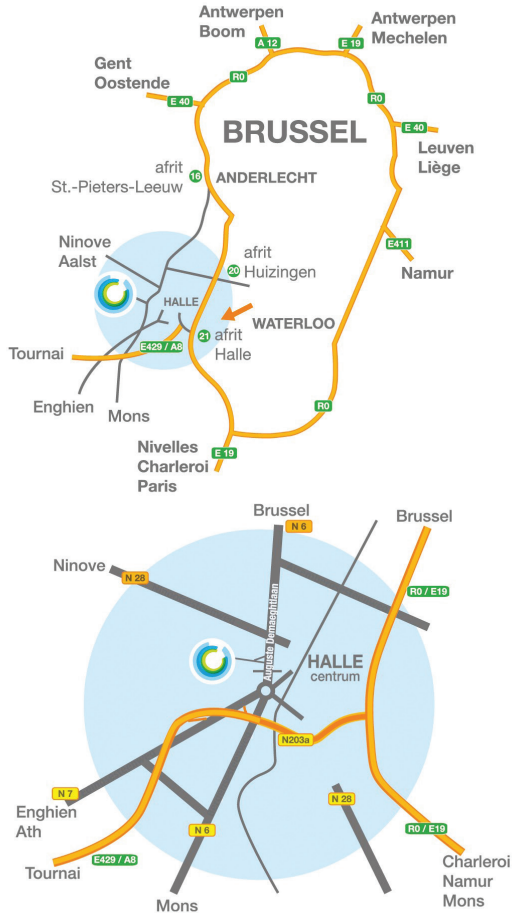 Antwerpen
Boom
Antwerpen
Mechelen
A 12
E 19
R0
Gent
Oostende
E 40
R0
BRUSSEL
E 40
Leuven
Liège
afrit
St.-Pieters-Leeuw
16
ANDERLECHT
Ninove
Aalst
E411
Namur
20
afrit
Huizingen
HALLE
WATERLOO
21
afrit
Halle
Tournai
E429 / A8
Enghien
Mons
R0
Nivelles
Charleroi
Paris
E 19
Brussel
N 6
Brussel
Ninove
N 28
R0 / E19
Auguste Demaeghtlaan
HALLE
centrum
N203a
N 7
Enghien
Ath
N 6
N 28
R0 / E19
Tournai
E429 / A8
Mons
Charleroi
Namur
Mons